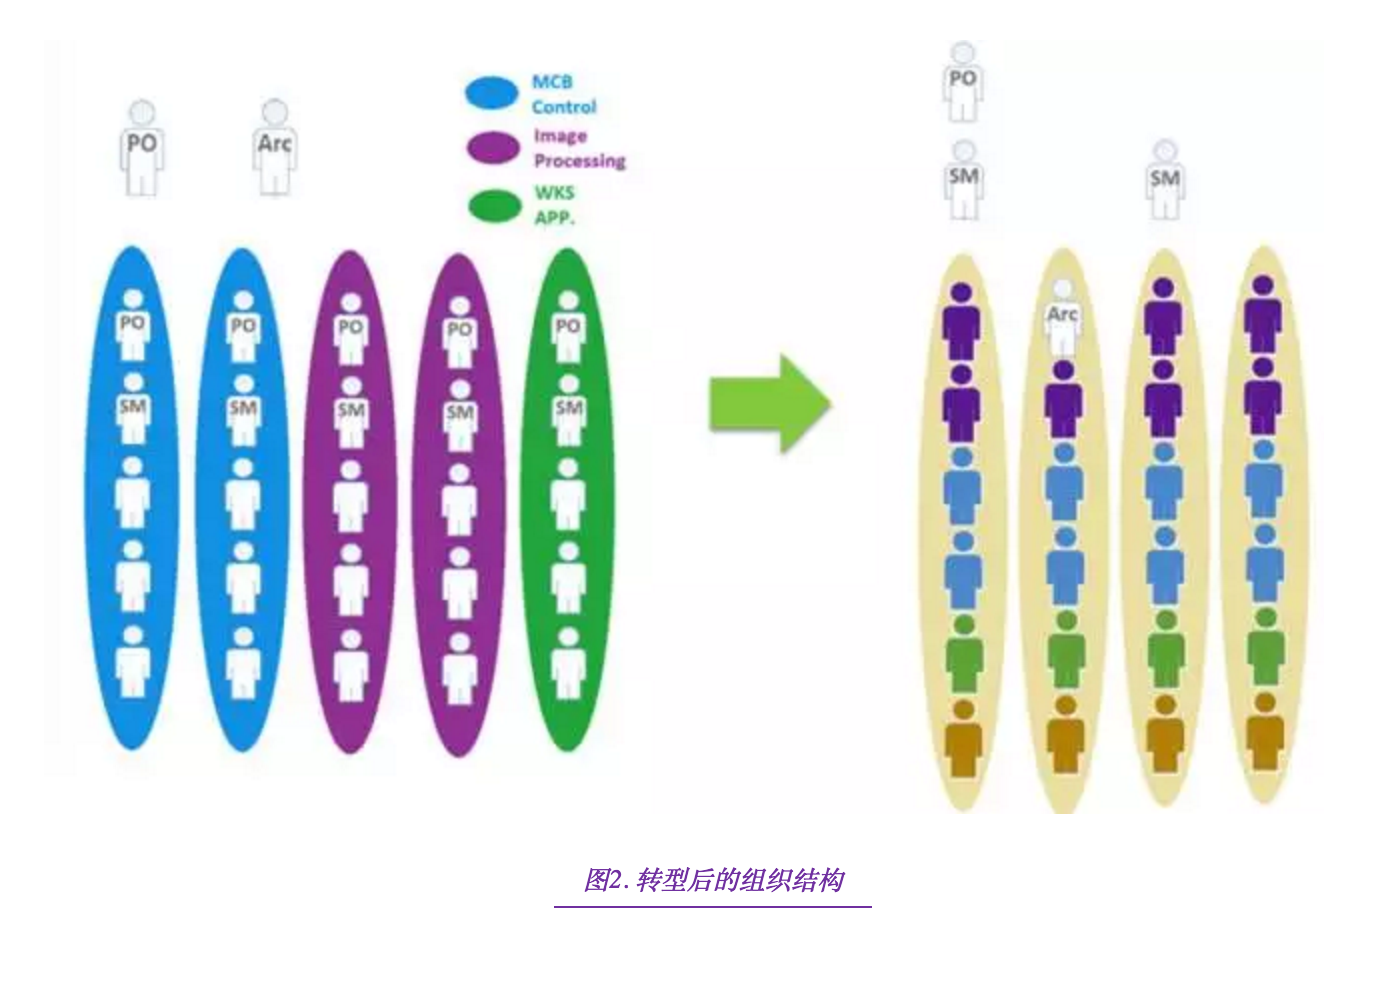 PO
Arc
MCB
Control
Image
Processing
WKS
APP.
PO
PO
PO
PO
PO
SM
SM
SM
SM
SM
PO
SM
SM
Arc
图2. 转型后的组织结构